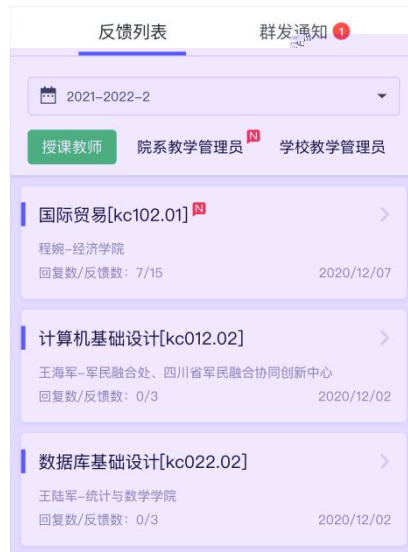 反馈列表 群发通知 1
2021-2022-2
授课教师 院系教学管理员 N 学校教学管理员
国际贸易[kc102.01] N
程婉-经济学院
回复数/反馈数：7/15 2020/12/07
计算机基础设计[kc012.02]
王海军-军民融合处、四川省军民融合协同创新中心
回复数/反馈数：0/3 2020/12/02
数据库基础设计[kc022.02]
王陆军-统计与数学学院
回复数/反馈数：0/3 2020/12/02